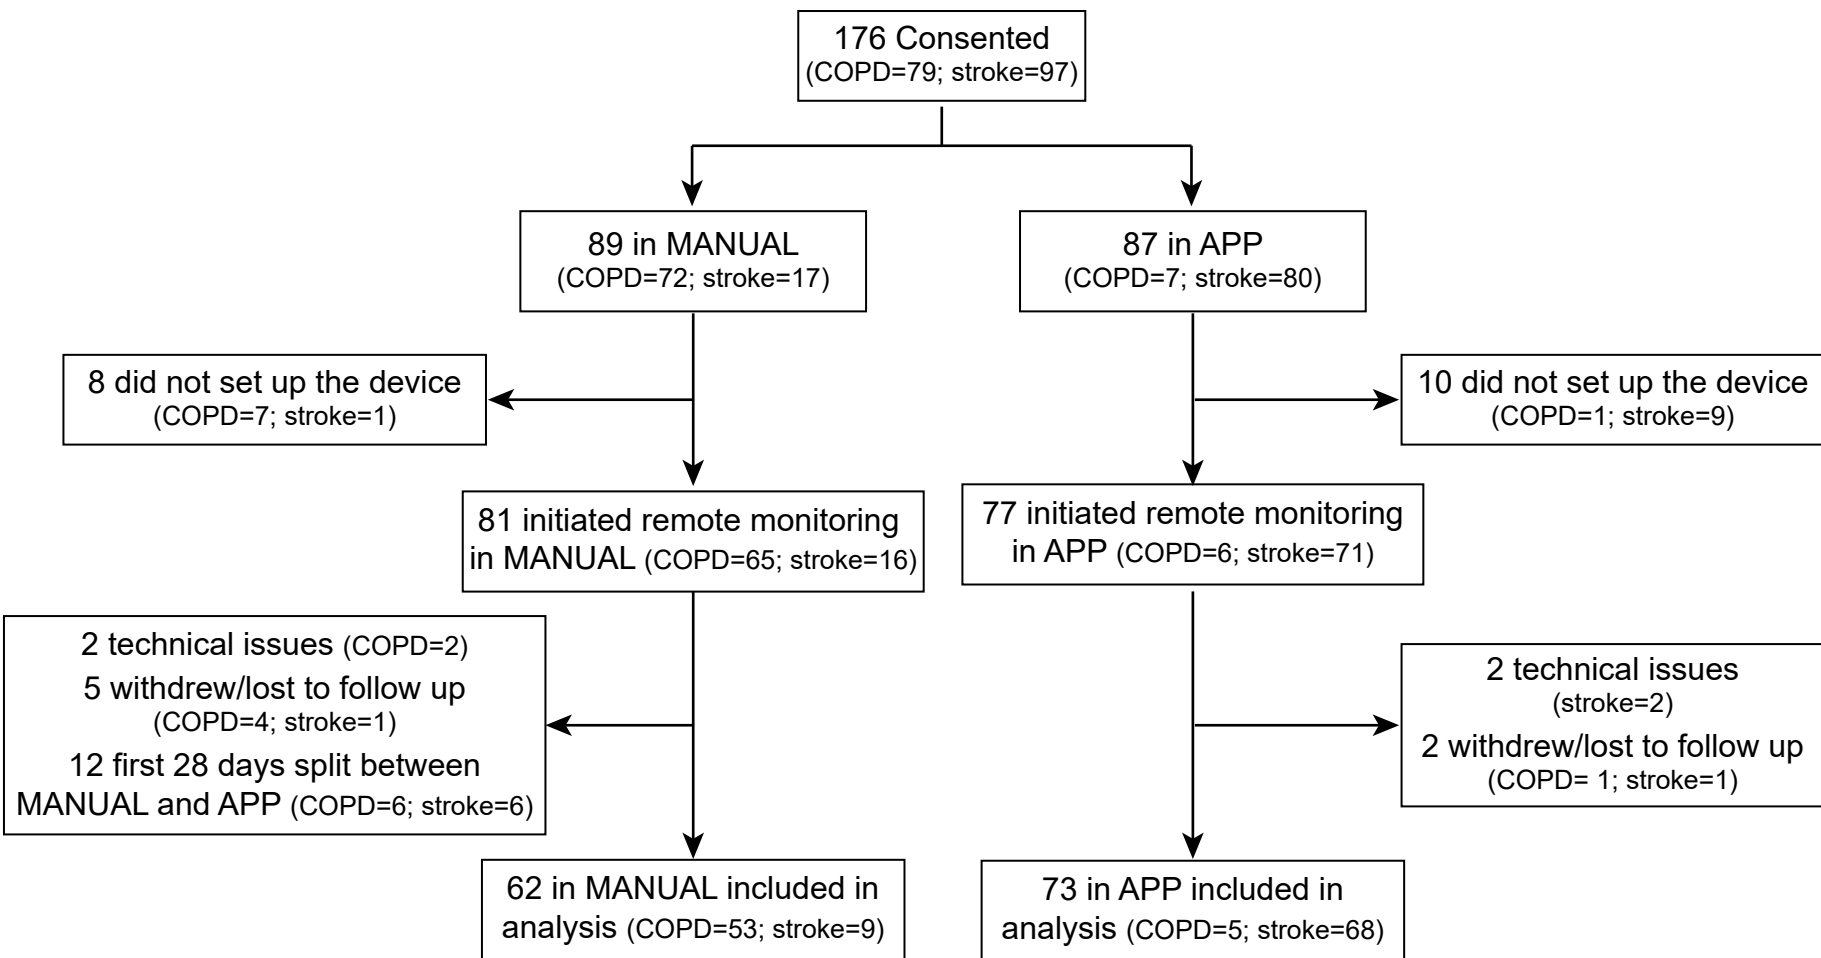 176 Consented
(COPD=79; stroke=97)
89 in MANUAL
(COPD=72; stroke=17)
87 in APP
(COPD=7; stroke=80)
8 did not set up the device
(COPD=7; stroke=1)
10 did not set up the device
(COPD=1; stroke=9)
81 initiated remote monitoring
in MANUAL (COPD=65; stroke=16)
77 initiated remote monitoring
in APP (COPD=6; stroke=71)
2 technical issues (COPD=2)
5 withdrew/lost to follow up
(COPD=4; stroke=1)
12 first 28 days split between
MANUAL and APP (COPD=6; stroke=6)
2 technical issues
(stroke=2)
2 withdrew/lost to follow up
(COPD= 1; stroke=1)
62 in MANUAL included in
analysis (COPD=53; stroke=9)
73 in APP included in
analysis (COPD=5; stroke=68)